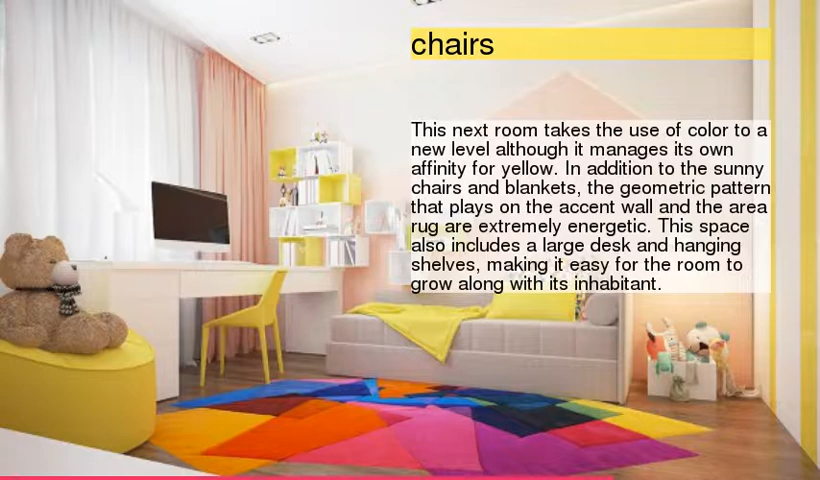 chairs
This next room takes the use of color to a
new level although it manages its own
affinity for yellow. In addition to the sunny
chairs and blankets, the geometric pattern
that plays on the accent wall and the area
rug are extremely energetic. This space
also includes a large desk and hanging
shelves, making it easy for the room to
grow along with its inhabitant.